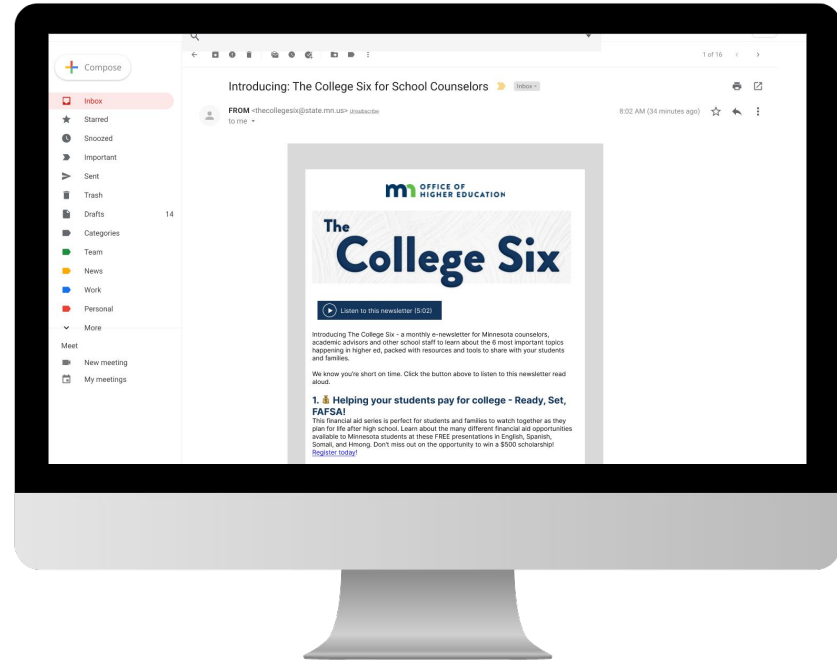 1 of 16
Compose
Introducing: The College Six for School Counselors
Inbox ×
Inbox
FROM <thecollegesix@state.mn.us> Unsubscribe
8:02 AM (34 minutes ago)
to me
Starred
Snoozed
Important
Sent
Trash
Drafts 14
Categories
Team
News
Work
Personal
More
Meet
New meeting
My meetings
mn OFFICE OF
HIGHER EDUCATION
The
College Six
Listen to this newsletter (5:02)
Introducing The College Six - a monthly e-newsletter for Minnesota counselors,
academic advisors and other school staff to learn about the 6 most important topics
happening in higher ed, packed with resources and tools to share with your students
and families.
We know you're short on time. Click the button above to listen to this newsletter read
aloud.
1. 💰 Helping your students pay for college - Ready, Set,
FAFSA!
This financial aid series is perfect for students and families to watch together as they
plan for life after high school. Learn about the many different financial aid opportunities
available to Minnesota students at these FREE presentations in English, Spanish,
Somali, and Hmong. Don't miss out on the opportunity to win a $500 scholarship!
Register today!